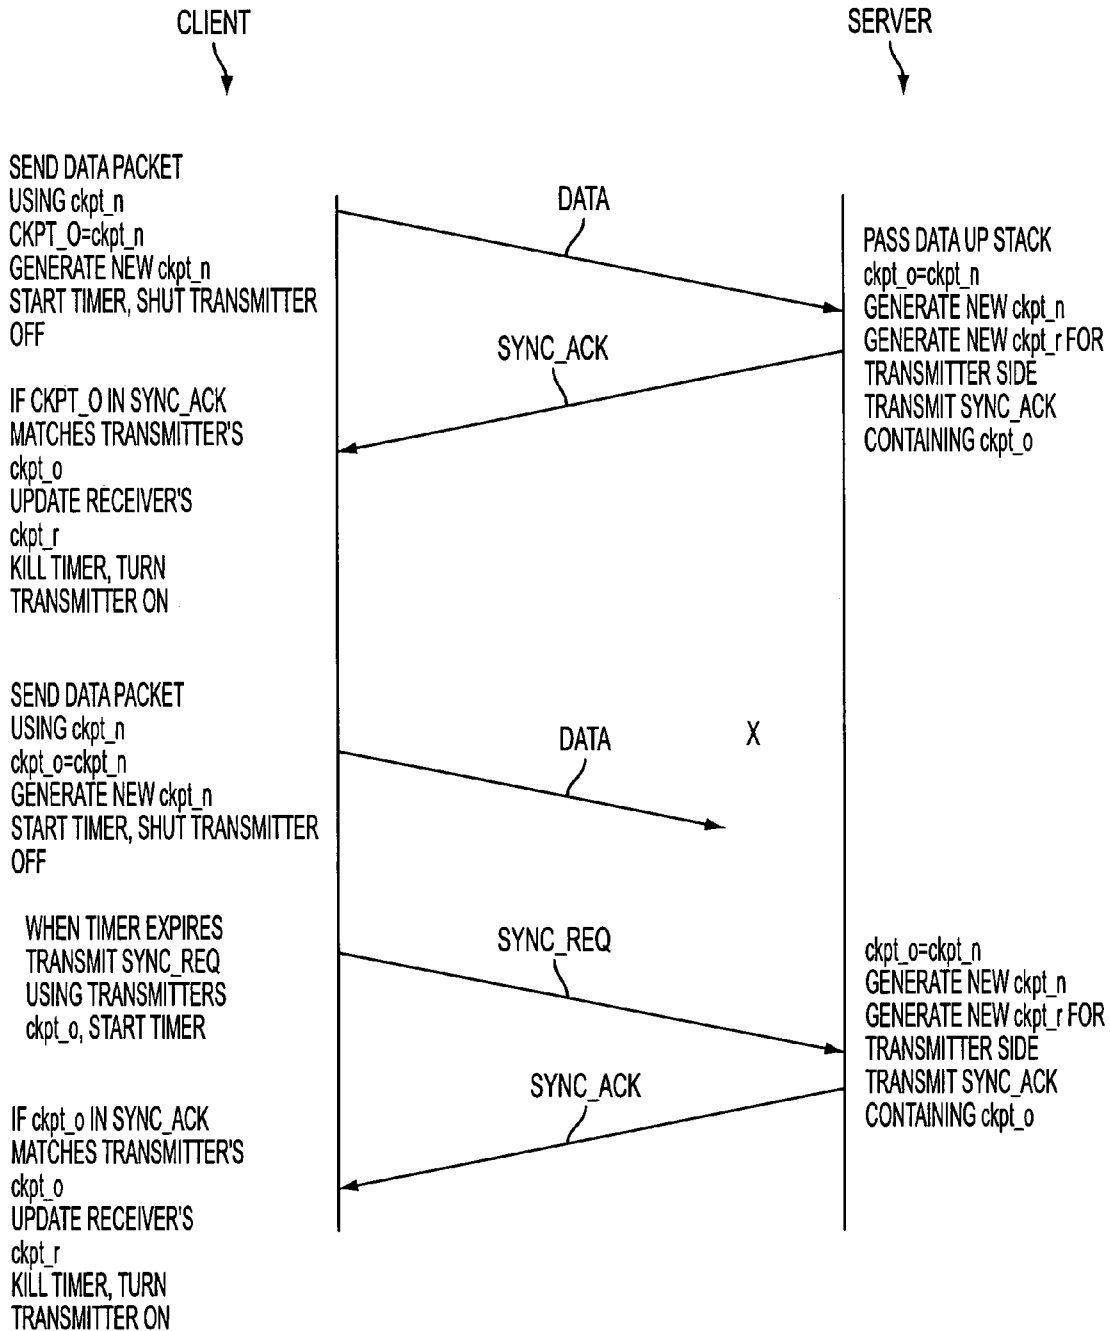 CLIENT
SERVER
SEND DATA PACKET
USING ckpt_n
CKPT_O=ckpt_n
GENERATE NEW ckpt_n
START TIMER, SHUT TRANSMITTER
OFF
DATA
PASS DATA UP STACK
ckpt_o=ckpt_n
GENERATE NEW ckpt_n
GENERATE NEW ckpt_r FOR
TRANSMITTER SIDE
TRANSMIT SYNC_ACK
CONTAINING ckpt_o
SYNC_ACK
IF CKPT_O IN SYNC_ACK
MATCHES TRANSMITTER'S
ckpt_o
UPDATE RECEIVER'S
ckpt_r
KILL TIMER, TURN
TRANSMITTER ON
SEND DATA PACKET
USING ckpt_n
ckpt_o=ckpt_n
GENERATE NEW ckpt_n
START TIMER, SHUT TRANSMITTER
OFF
DATA
X
WHEN TIMER EXPIRES
TRANSMIT SYNC_REQ
USING TRANSMITTERS
ckpt_o, START TIMER
SYNC_REQ
ckpt_o=ckpt_n
GENERATE NEW ckpt_n
GENERATE NEW ckpt_r FOR
TRANSMITTER SIDE
TRANSMIT SYNC_ACK
CONTAINING ckpt_o
SYNC_ACK
IF ckpt_o IN SYNC_ACK
MATCHES TRANSMITTER'S
ckpt_o
UPDATE RECEIVER'S
ckpt_r
KILL TIMER, TURN
TRANSMITTER ON